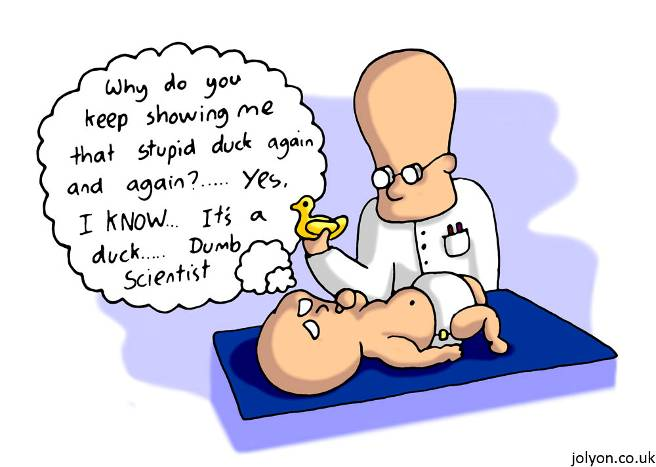 Why do you
keep showing me
that stupid duck again
and again?..... Yes,
I KNOW... It's a
duck..... Dumb
Scientist
jolyon.co.uk